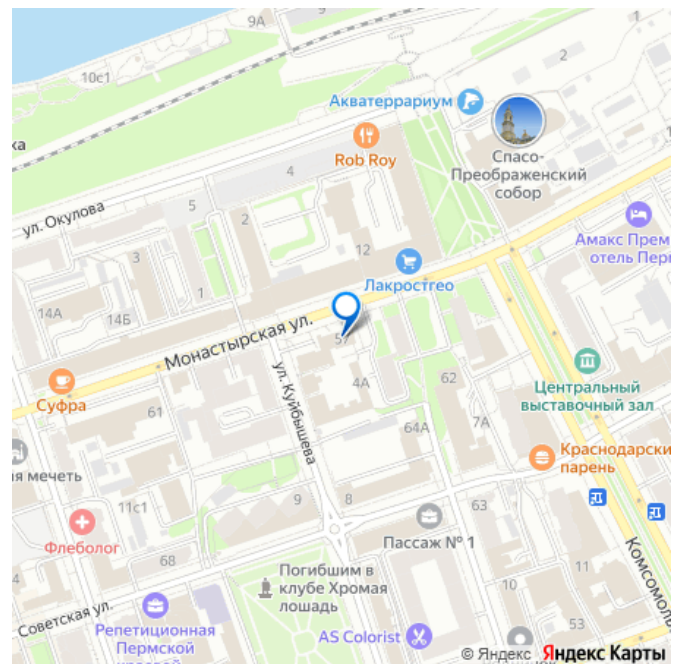 9А
10с1
2
Акватеррариум
ка
Rob Roy
Спасо-
Преображенский
собор
4
ул. Окулова
5
2
Амакс Прем
отель Пер
12
3
Лакростгео
1
14А
14Б
Монастырская ул.
57
Центральный
выставочный зал
Суфра
ул. Куйбышева
4А
62
61
7А
64А
Краснодарски
парень
я мечеть
11с1
9
8
63
Флеболог
Пассаж № 1
68
Погибшим в
клубе Хромая
лошадь
10
11
Комсомоль
Советская ул.
53
Репетиционная
Пермской
AS Colorist
© Яндекс Яндекс Карты